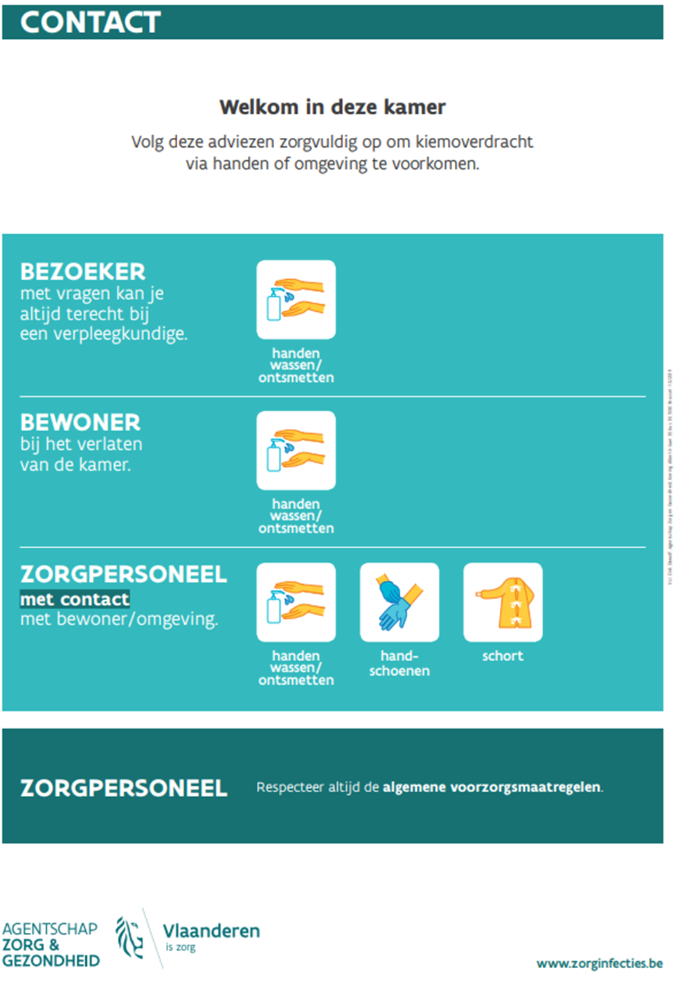 CONTACT
Welkom in deze kamer
Volg deze adviezen zorgvuldig op om kiemoverdracht
via handen of omgeving te voorkomen.
BEZOEKER
met vragen kan je
altijd terecht bij
een verpleegkundige.
handen
wassen/
ontsmetten
BEWONER
bij het verlaten
van de kamer.
handen
wassen/
ontsmetten
ZORGPERSONEEL
met contact
met bewoner/omgeving.
handen
wassen/
ontsmetten
hand-
schoenen
schort
ZORGPERSONEEL
Respecteer altijd de algemene voorzorgsmaatregelen.
AGENTSCHAP
ZORG &
GEZONDHEID
Vlaanderen
is zorg
www.zorginfecties.be